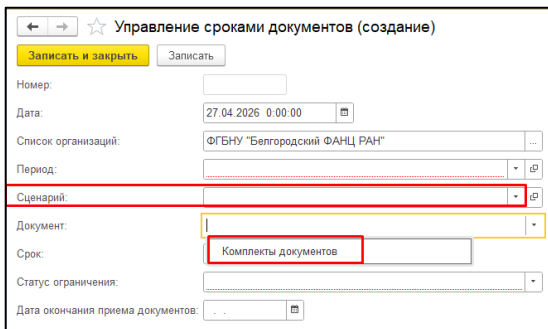 Управление сроками документов (создание)
Записать и закрыть Записать
Номер:
Дата: 27.04.2026 0:00:00
Список организаций: ФГБНУ "Белгородский ФАНЦ РАН" ...
Период:
Сценарий:
Документ:
Комплекты документов
Срок:
Статус ограничения:
Дата окончания приема документов: . .